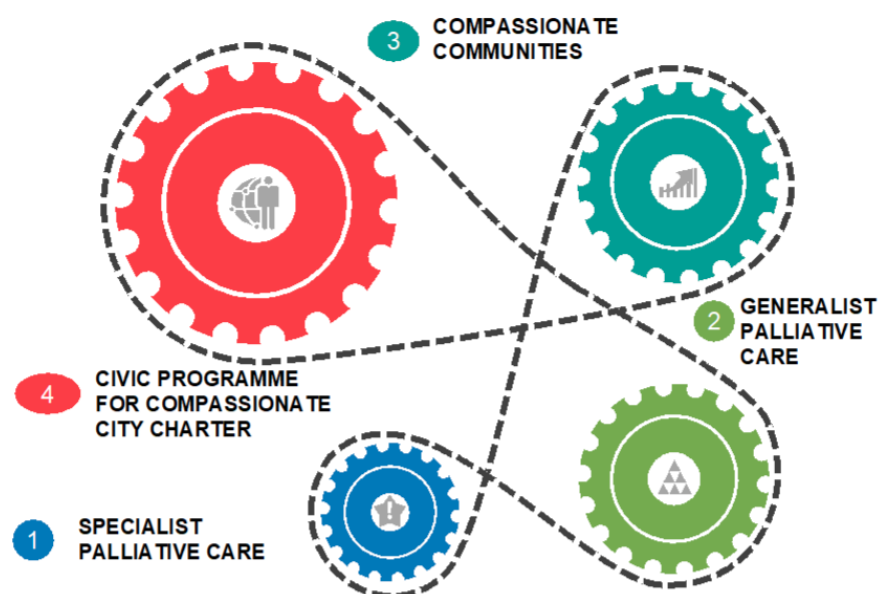 3 COMPASSIONATE
COMMUNITIES
2 GENERALIST
PALLIATIVE
CARE
4 CIVIC PROGRAMME
FOR COMPASSIONATE
CITY CHARTER
1 SPECIALIST
PALLIATIVE CARE